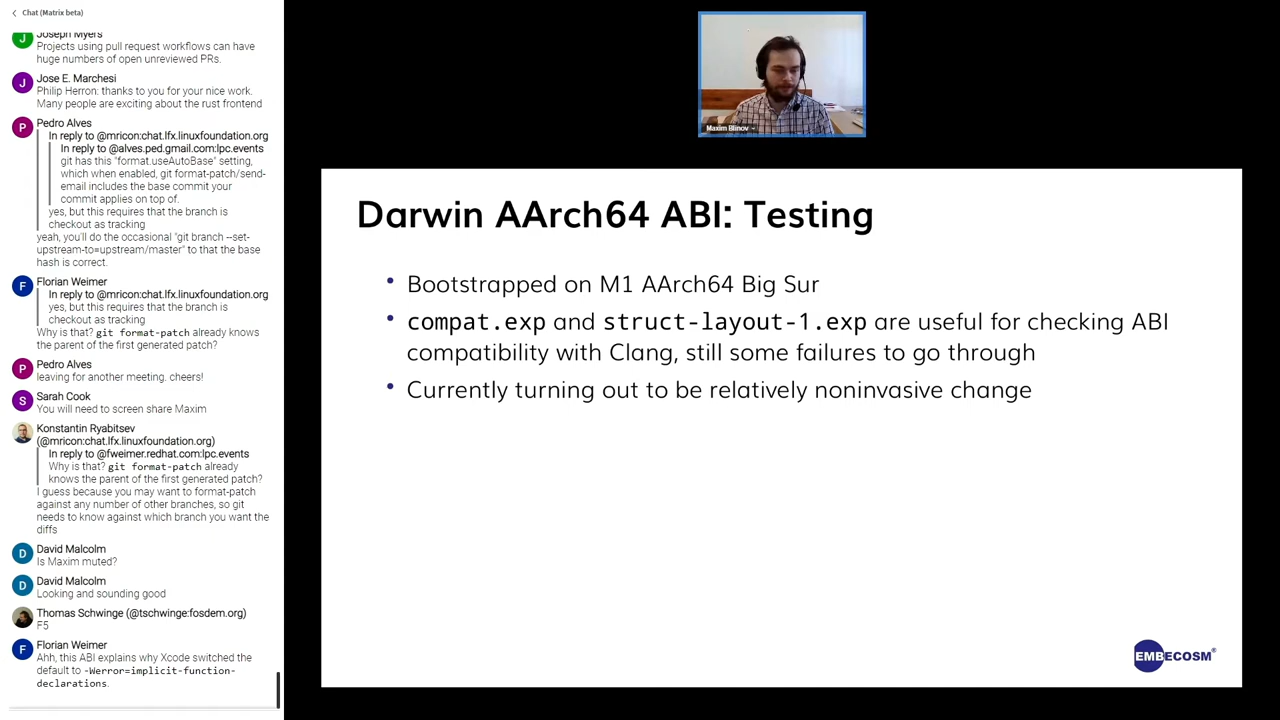 Chat (Matrix beta)
Joseph Myers
Projects using pull request workflows can have
huge numbers of open unreviewed PRs.
J
Jose E. Marchesi
Philip Herron: thanks to you for your nice work.
Many people are exciting about the rust frontend
P
Pedro Alves
In reply to @mricon:chat.lfx.linuxfoundation.org
In reply to @alves.ped.gmail.com:lpc.events
git has this "format.useAutoBase" setting,
which when enabled, git format-patch/send-
email includes the base commit your
commit applies on top of.
yes, but this requires that the branch is
checkout as tracking
yeah, you'll do the occasional "git branch --set-
upstream-to=upstream/master" to that the base
hash is correct.
F
Florian Weimer
In reply to @mricon:chat.lfx.linuxfoundation.org
yes, but this requires that the branch is
checkout as tracking
Why is that? git format-patch already knows
the parent of the first generated patch?
P
Pedro Alves
leaving for another meeting. cheers!
S
Sarah Cook
You will need to screen share Maxim
Konstantin Ryabitsev
(@mricon:chat.lfx.linuxfoundation.org)
In reply to @fweimer.redhat.com:lpc.events
Why is that? git format-patch already
knows the parent of the first generated patch?
I guess because you may want to format-patch
against any number of other branches, so git
needs to know against which branch you want the
diffs
D
David Malcolm
Is Maxim muted?
D
David Malcolm
Looking and sounding good
Thomas Schwinge (@tschwinge:fosdem.org)
F5
F
Florian Weimer
Ahh, this ABI explains why Xcode switched the
default to -Werror=implicit-function-
declarations.
Maxim Blinov
Darwin AArch64 ABI: Testing
• Bootstrapped on M1 AArch64 Big Sur
• compat.exp and struct-layout-1.exp are useful for checking ABI
compatibility with Clang, still some failures to go through
• Currently turning out to be relatively noninvasive change
EMBECOSM®